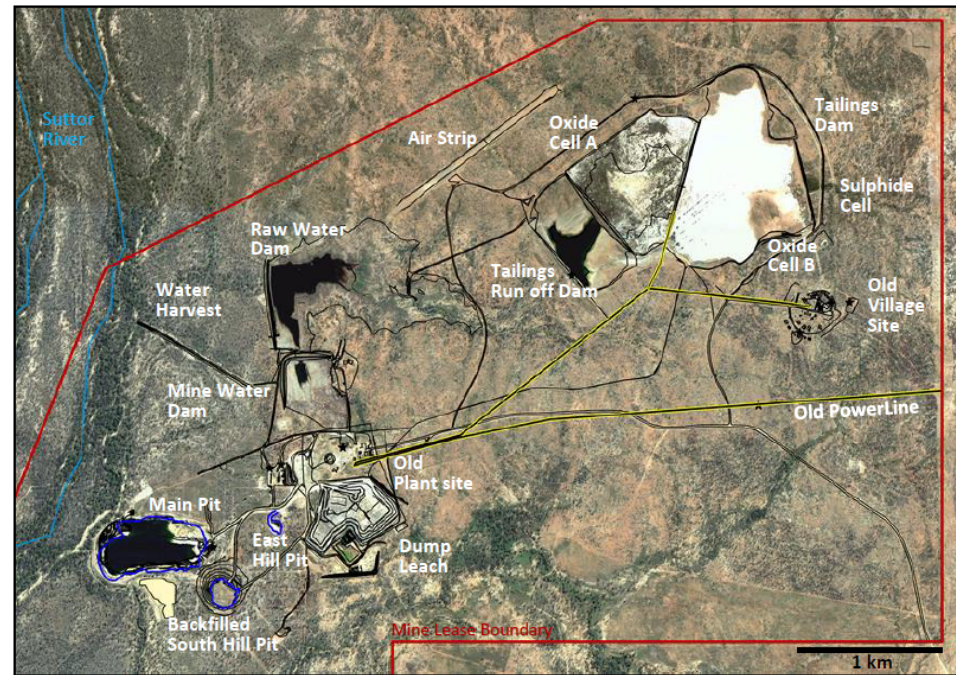 Suttor
River
Air Strip
Oxide
Cell A
Tailings
Dam
Sulphide
Cell
Raw Water
Dam
Oxide
Cell B
Tailings
Run off Dam
Water
Harvest
Old
Village
Site
Mine Water
Dam
Old PowerLine
Old
Plant site
Main Pit
East
Hill Pit
Dump
Leach
Backfilled
South Hill Pit
Mine Lease Boundary
1 km